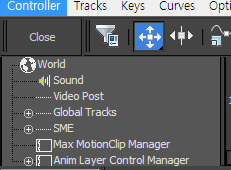 Controller Tracks Keys Curves
Close
World
Sound
Video Post
Global Tracks
SME
Max MotionClip Manager
Anim Layer Control Manager